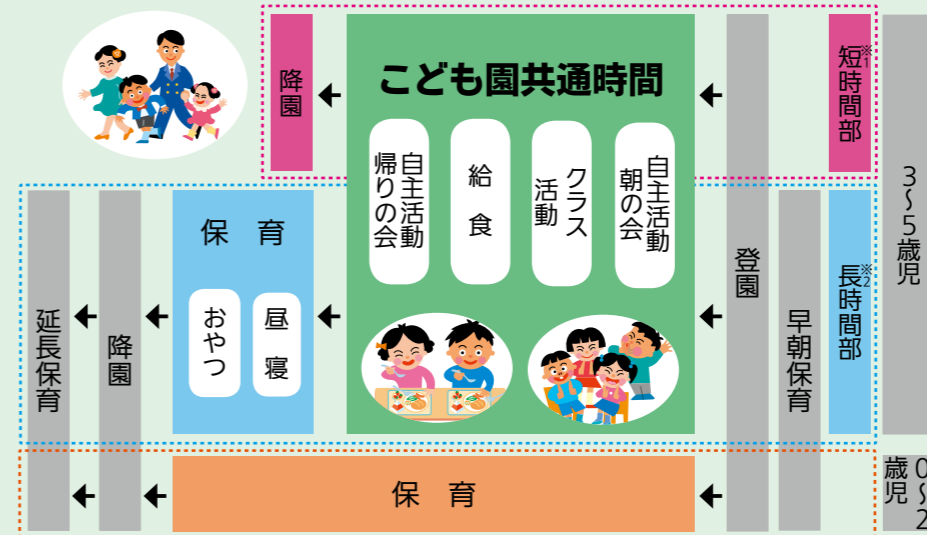 3〜5歳児
※1
短時間部
こども園共通時間
自主活動
朝の会
クラス
活動
給食
自主活動
帰りの会
降園
※2
長時間部
早朝保育
登園
保育
昼寝
おやつ
降園
延長保育
0〜2
歳児
保育